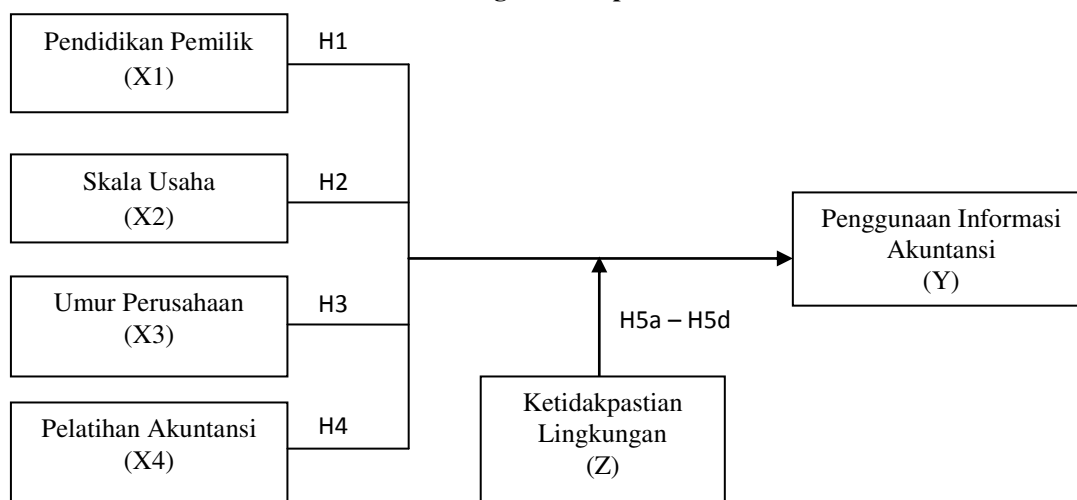 Pendidikan Pemilik
(X1)
H1
Skala Usaha
(X2)
H2
Umur Perusahaan
(X3)
H3
Pelatihan Akuntansi
(X4)
H4
Penggunaan Informasi
Akuntansi
(Y)
H5a – H5d
Ketidakpastian
Lingkungan
(Z)